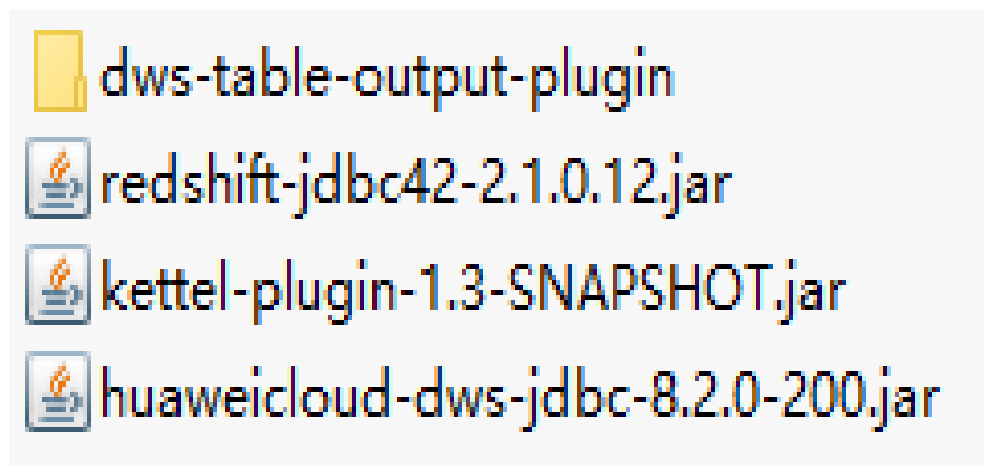 dws-table-output-plugin
redshift-jdbc42-2.1.0.12.jar
kettel-plugin-1.3-SNAPSHOT.jar
huaweicloud-dws-jdbc-8.2.0-200.jar